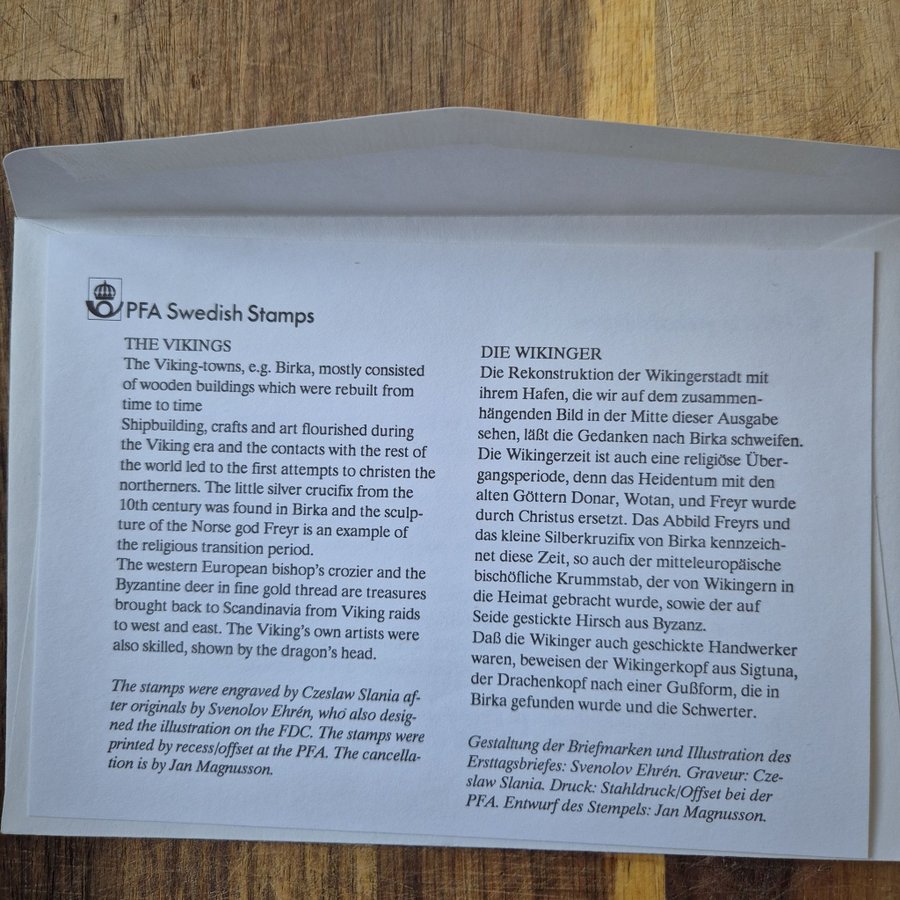 PFA Swedish Stamps
THE VIKINGS
The Viking-towns, e.g. Birka, mostly consisted
of wooden buildings which were rebuilt from
time to time
Shipbuilding, crafts and art flourished during
the Viking era and the contacts with the rest of
the world led to the first attempts to christen the
northerners. The little silver crucifix from the
10th century was found in Birka and the sculp-
ture of the Norse god Freyr is an example of
the religious transition period.
The western European bishop's crozier and the
Byzantine deer in fine gold thread are treasures
brought back to Scandinavia from Viking raids
to west and east. The Viking's own artists were
also skilled, shown by the dragon's head.
The stamps were engraved by Czeslaw Slania af-
ter originals by Svenolov Ehrén, who also desig-
ned the illustration on the FDC. The stamps were
printed by recess/offset at the PFA. The cancella-
tion is by Jan Magnusson.
DIE WIKINGER
Die Rekonstruktion der Wikingerstadt mit
ihrem Hafen, die wir auf dem zusammen-
hängenden Bild in der Mitte dieser Ausgabe
sehen, läßt die Gedanken nach Birka schweifen.
Die Wikingerzeit ist auch eine religiöse Über-
gangsperiode, denn das Heidentum mit den
alten Göttern Donar, Wotan, und Freyr wurde
durch Christus ersetzt. Das Abbild Freyrs und
das kleine Silberkruzifix von Birka kennzeich-
net diese Zeit, so auch der mitteleuropäische
bischöfliche Krummstab, der von Wikingern in
die Heimat gebracht wurde, sowie der auf
Seide gestickte Hirsch aus Byzanz.
Daß die Wikinger auch geschickte Handwerker
waren, beweisen der Wikingerkopf aus Sigtuna,
der Drachenkopf nach einer Gußform, die in
Birka gefunden wurde und die Schwerter.
Gestaltung der Briefmarken und Illustration des
Ersttagsbriefes: Svenolov Ehrén. Graveur: Cze-
slaw Slania. Druck: Stahldruck/Offset bei der
PFA. Entwurf des Stempels: Jan Magnusson.